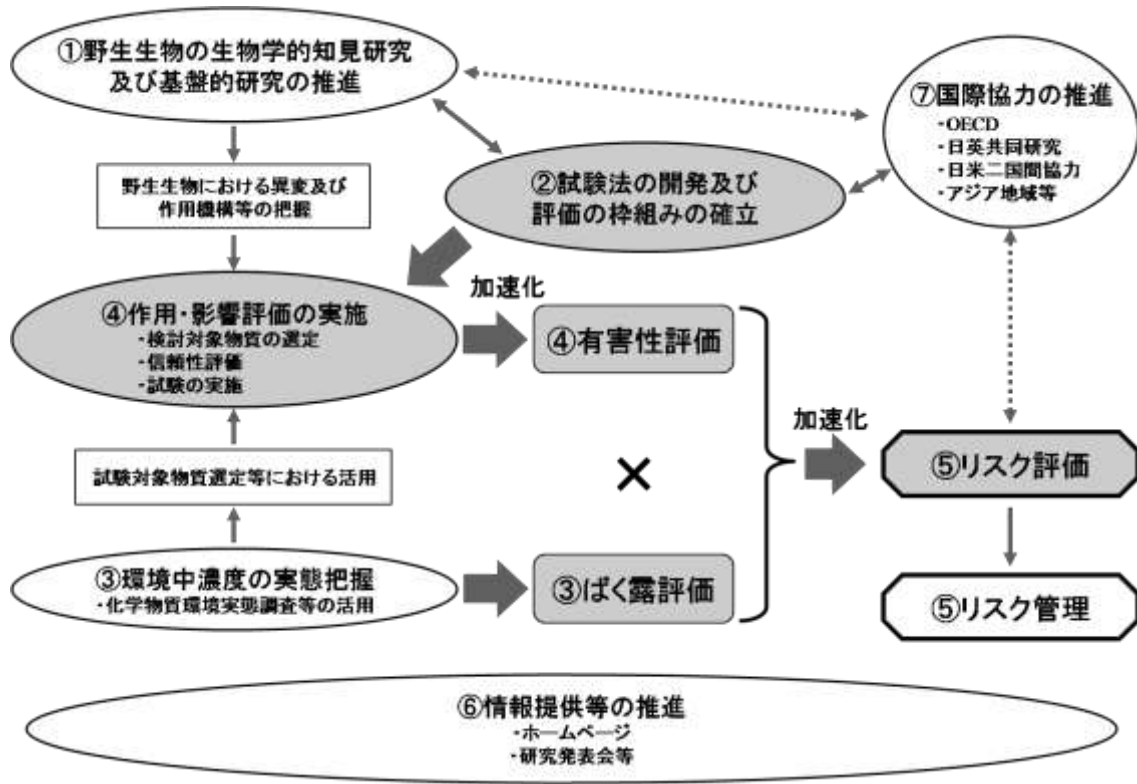 ①野生生物の生物学的知見研究
及び基盤的研究の推進
⑦国際協力の推進
・OECD
・日英共同研究
・日米二国間協力
・アジア地域等
野生生物における異変及び
作用機構等の把握
②試験法の開発及び
評価の枠組みの確立
④作用・影響評価の実施
・検討対象物質の選定
・信頼性評価
・試験の実施
加速化
④有害性評価
加速化
試験対象物質選定等における活用
×
⑤リスク評価
③環境中濃度の実態把握
・化学物質環境実態調査等の活用
③ばく露評価
⑤リスク管理
⑥情報提供等の推進
・ホームページ
・研究発表会等